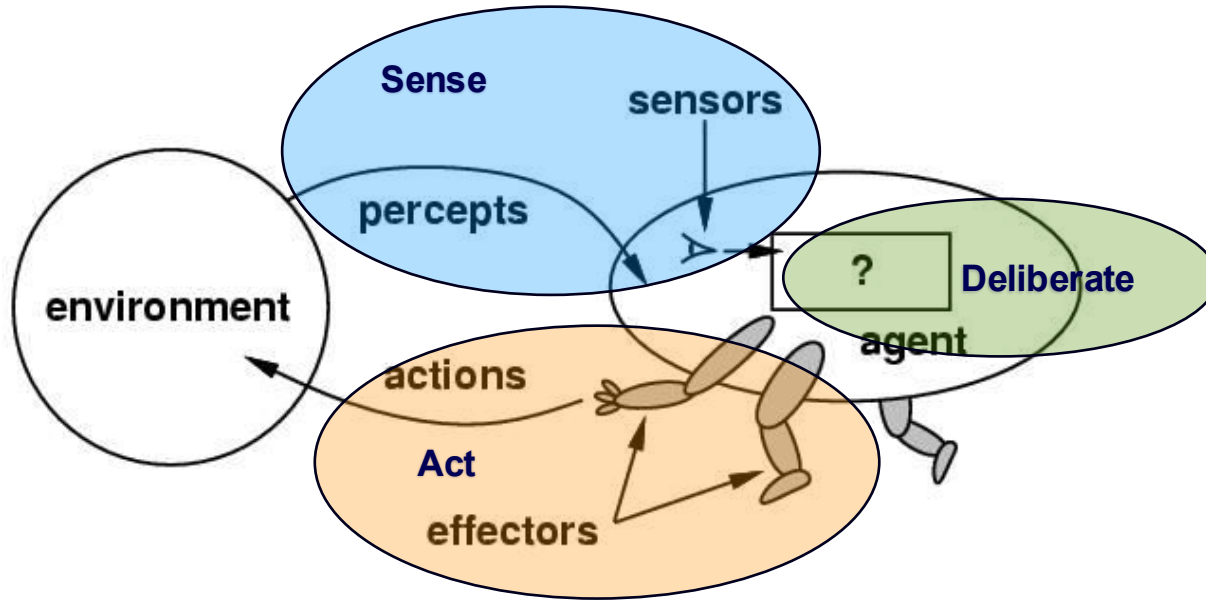 Sense
sensors
percepts
environment
?
Deliberate
agent
actions
Act
effectors